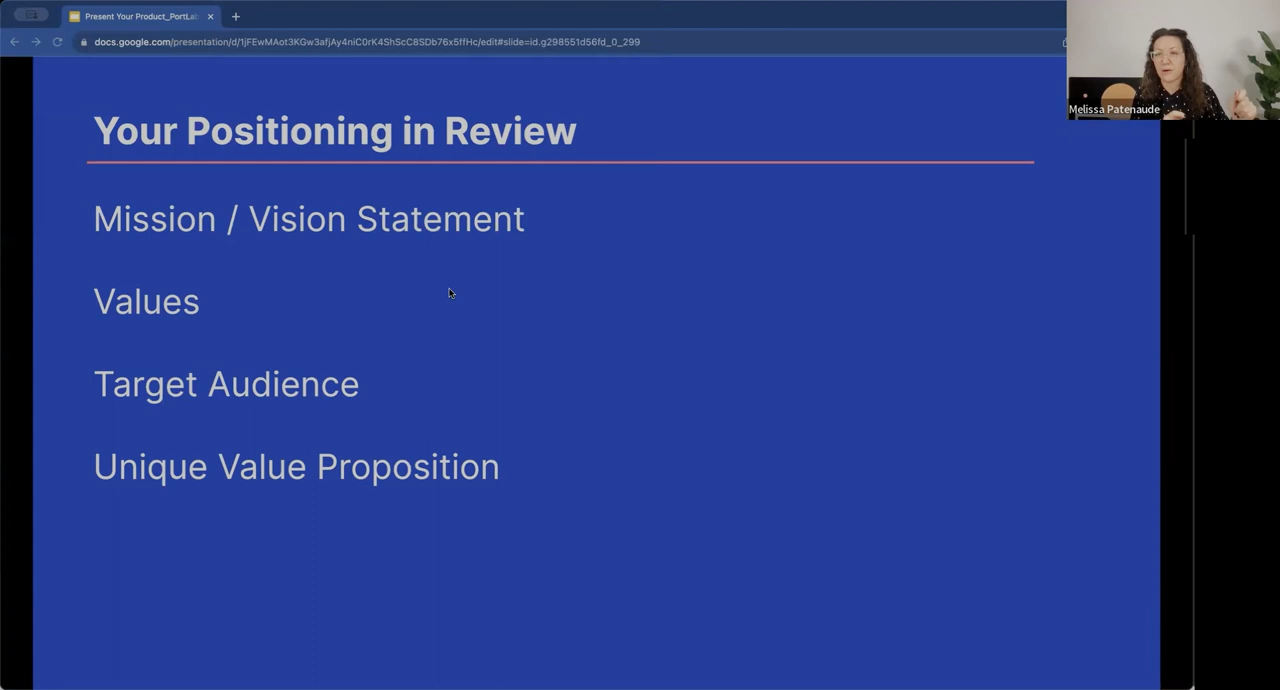 Present Your Product_PortLa
docs.google.com/presentation/d/1jFEwMAot3KGw3afjAy4niC0rK4ShScC8SDb76x5ffHc/edit#slide=id.g298551d56fd_0_299
Melissa Patenaude
Your Positioning in Review
Mission / Vision Statement
Values
Target Audience
Unique Value Proposition